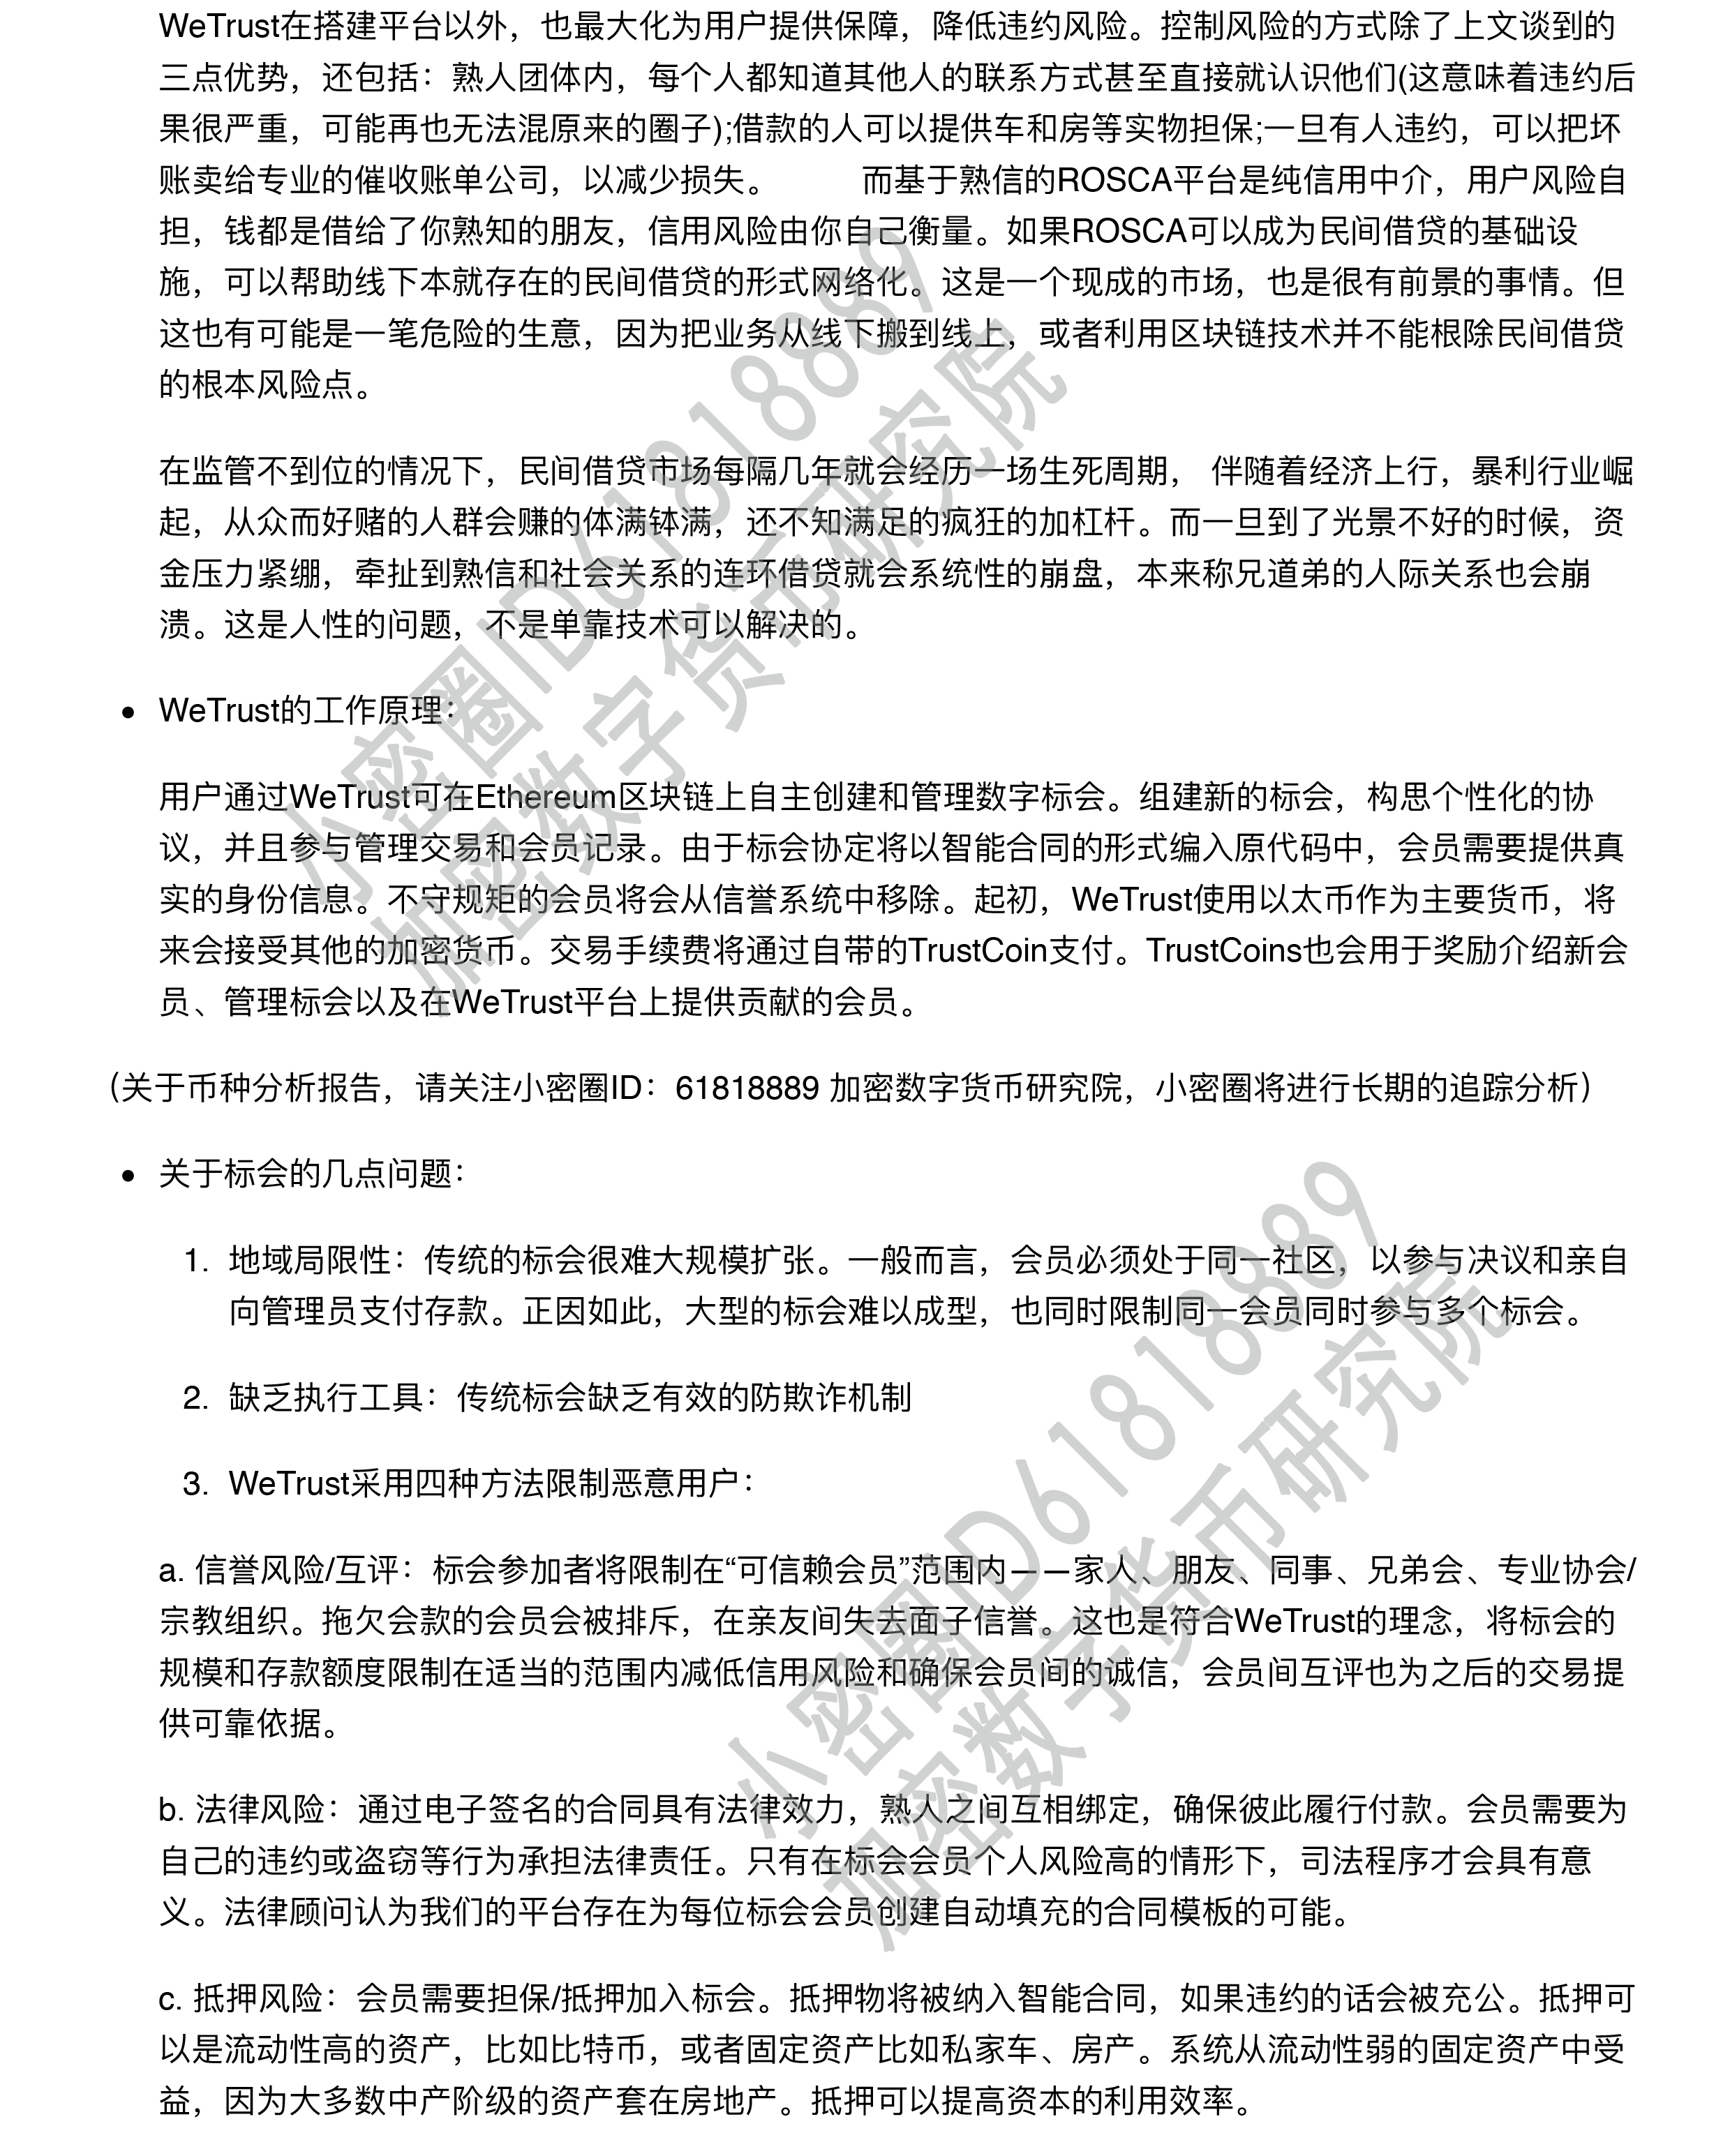 WeTrust在搭建平台以外，也最大化为用户提供保障，降低违约风险。控制风险的方式除了上文谈到的
三点优势，还包括：熟人团体内，每个人都知道其他人的联系方式甚至直接就认识他们(这意味着违约后
果很严重，可能再也无法混原来的圈子);借款的人可以提供车和房等实物担保;一旦有人违约，可以把坏
账卖给专业的催收账单公司，以减少损失。　　　而基于熟信的ROSCA平台是纯信用中介，用户风险自
担，钱都是借给了你熟知的朋友，信用风险由你自己衡量。如果ROSCA可以成为民间借贷的基础设
施，可以帮助线下本就存在的民间借贷的形式网络化。这是一个现成的市场，也是很有前景的事情。但
这也有可能是一笔危险的生意，因为把业务从线下搬到线上，或者利用区块链技术并不能根除民间借贷
的根本风险点。
在监管不到位的情况下，民间借贷市场每隔几年就会经历一场生死周期， 伴随着经济上行，暴利行业崛
起，从众而好赌的人群会赚的体满钵满，还不知满足的疯狂的加杠杆。而一旦到了光景不好的时候，资
金压力紧绷，牵扯到熟信和社会关系的连环借贷就会系统性的崩盘，本来称兄道弟的人际关系也会崩
溃。这是人性的问题，不是单靠技术可以解决的。
• WeTrust的工作原理：
用户通过WeTrust可在Ethereum区块链上自主创建和管理数字标会。组建新的标会，构思个性化的协
议，并且参与管理交易和会员记录。由于标会协定将以智能合同的形式编入原代码中，会员需要提供真
实的身份信息。不守规矩的会员将会从信誉系统中移除。起初，WeTrust使用以太币作为主要货币，将
来会接受其他的加密货币。交易手续费将通过自带的TrustCoin支付。TrustCoins也会用于奖励介绍新会
员、管理标会以及在WeTrust平台上提供贡献的会员。
（关于币种分析报告，请关注小密圈ID：61818889 加密数字货币研究院，小密圈将进行长期的追踪分析）
• 关于标会的几点问题：
1. 地域局限性：传统的标会很难大规模扩张。一般而言，会员必须处于同一社区，以参与决议和亲自
向管理员支付存款。正因如此，大型的标会难以成型，也同时限制同一会员同时参与多个标会。
2. 缺乏执行工具：传统标会缺乏有效的防欺诈机制
3. WeTrust采用四种方法限制恶意用户：
a. 信誉风险/互评：标会参加者将限制在“可信赖会员”范围内——家人、朋友、同事、兄弟会、专业协会/
宗教组织。拖欠会款的会员会被排斥，在亲友间失去面子信誉。这也是符合WeTrust的理念，将标会的
规模和存款额度限制在适当的范围内减低信用风险和确保会员间的诚信，会员间互评也为之后的交易提
供可靠依据。
b. 法律风险：通过电子签名的合同具有法律效力，熟人之间互相绑定，确保彼此履行付款。会员需要为
自己的违约或盗窃等行为承担法律责任。只有在标会会员个人风险高的情形下，司法程序才会具有意
义。法律顾问认为我们的平台存在为每位标会会员创建自动填充的合同模板的可能。
c. 抵押风险：会员需要担保/抵押加入标会。抵押物将被纳入智能合同，如果违约的话会被充公。抵押可
以是流动性高的资产，比如比特币，或者固定资产比如私家车、房产。系统从流动性弱的固定资产中受
益，因为大多数中产阶级的资产套在房地产。抵押可以提高资本的利用效率。
小密圈ID61818889
加密数字货币研究院
小密圈ID61818889
加密数字货币研究院